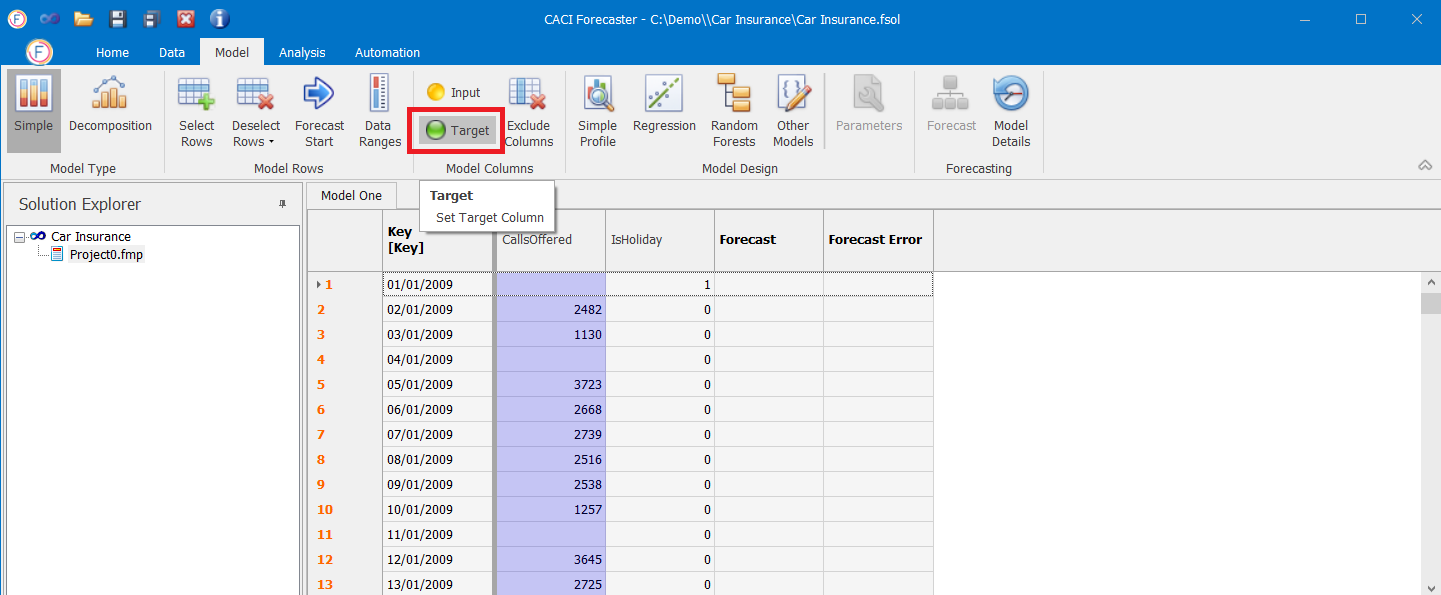 CACI Forecaster - C:\Demo\\Car Insurance\Car Insurance.fsol
F Home Data Model Analysis Automation
Input
Target
Simple Decomposition
Select Rows
Deselect Rows
Forecast Start
Data Ranges
Exclude Columns
Simple Profile
Regression
Random Forests
Other Models
Parameters
Forecast
Model Details
Model Type Model Rows Model Columns Model Design Forecasting
Solution Explorer
Car Insurance
Project0.fmp
Model One
Target
Set Target Column
Key [Key] CallsOffered IsHoliday Forecast Forecast Error
1 01/01/2009 1
2 02/01/2009 2482 0
3 03/01/2009 1130 0
4 04/01/2009 0
5 05/01/2009 3723 0
6 06/01/2009 2668 0
7 07/01/2009 2739 0
8 08/01/2009 2516 0
9 09/01/2009 2538 0
10 10/01/2009 1257 0
11 11/01/2009 0
12 12/01/2009 3645 0
13 13/01/2009 2725 0